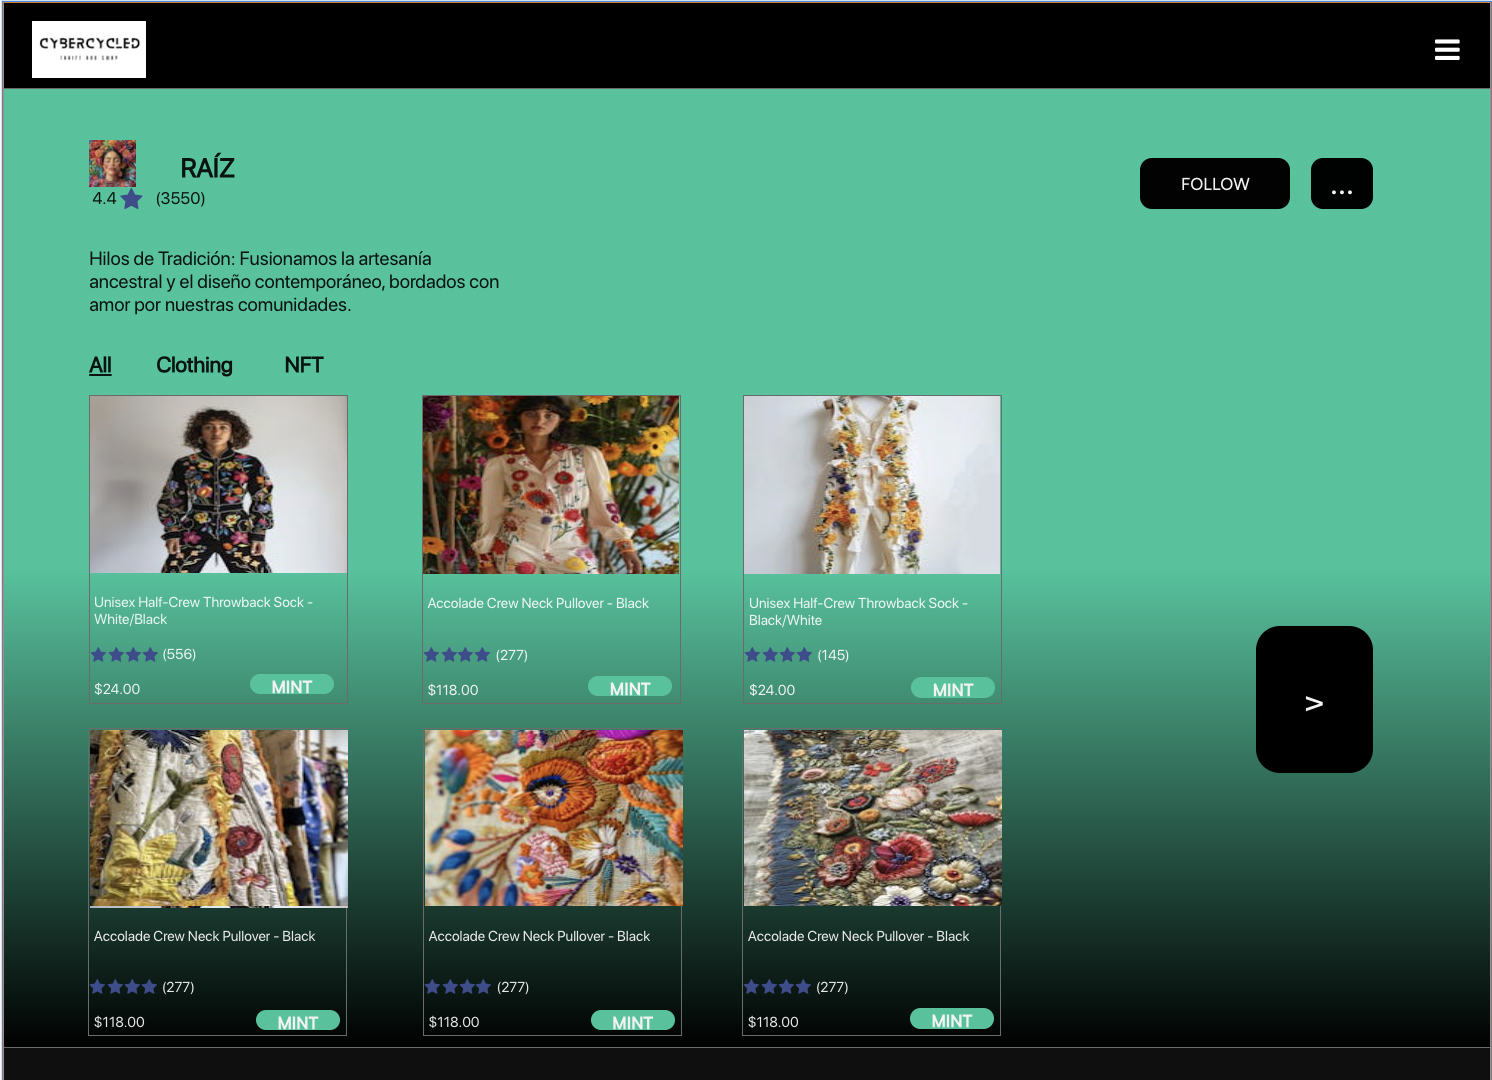 CYBERCYCLED
THRIFT AND SWAP
RAÍZ
4.4 (3550)
FOLLOW
...
Hilos de Tradición: Fusionamos la artesanía
ancestral y el diseño contemporáneo, bordados con
amor por nuestras comunidades.
All Clothing NFT
Unisex Half-Crew Throwback Sock -
White/Black
(556)
$24.00
MINT
Accolade Crew Neck Pullover - Black
(277)
$118.00
MINT
Unisex Half-Crew Throwback Sock -
Black/White
(145)
$24.00
MINT
>
Accolade Crew Neck Pullover - Black
(277)
$118.00
MINT
Accolade Crew Neck Pullover - Black
(277)
$118.00
MINT
Accolade Crew Neck Pullover - Black
(277)
$118.00
MINT